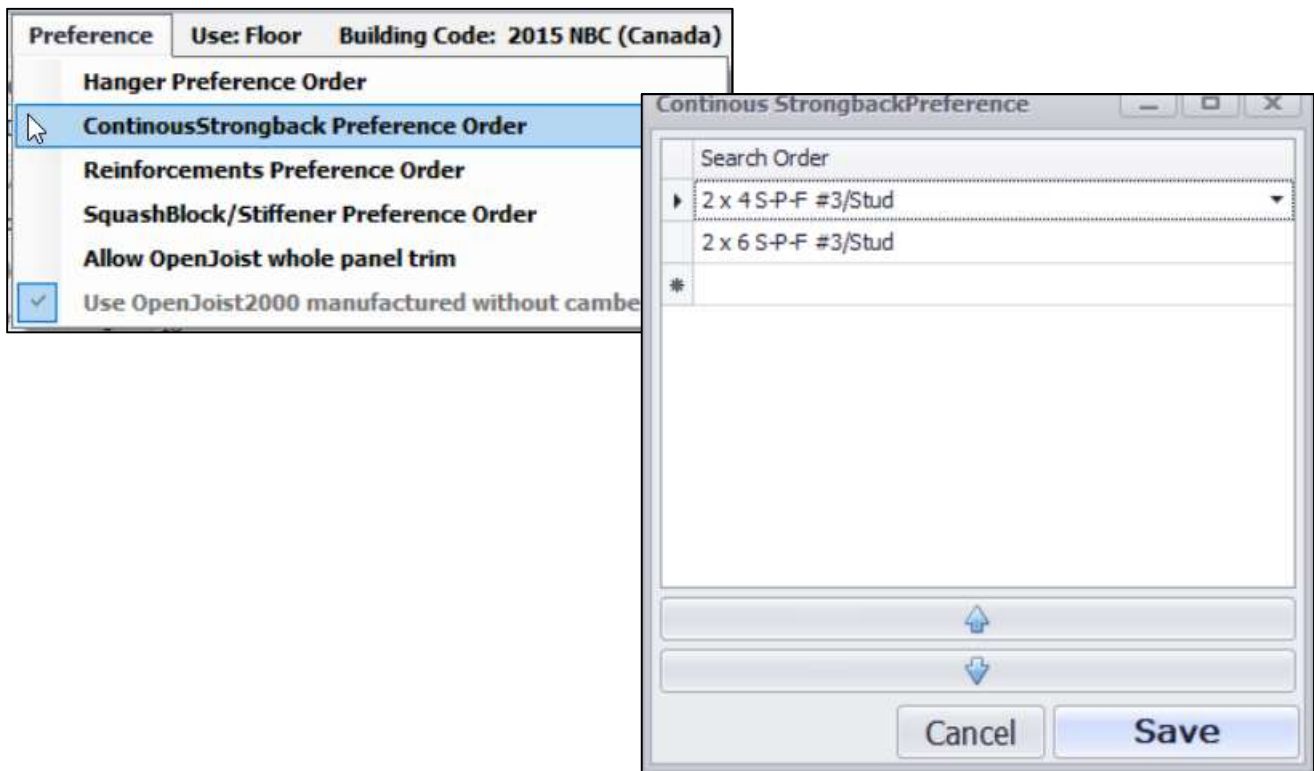 Preference Use: Floor Building Code: 2015 NBC (Canada)
Hanger Preference Order
ContinousStrongback Preference Order
Reinforcements Preference Order
SquashBlock/Stiffener Preference Order
Allow OpenJoist whole panel trim
Use OpenJoist2000 manufactured without cambe
Continous StrongbackPreference
Search Order
2 x 4 S-P-F #3/Stud
2 x 6 S-P-F #3/Stud
Cancel Save